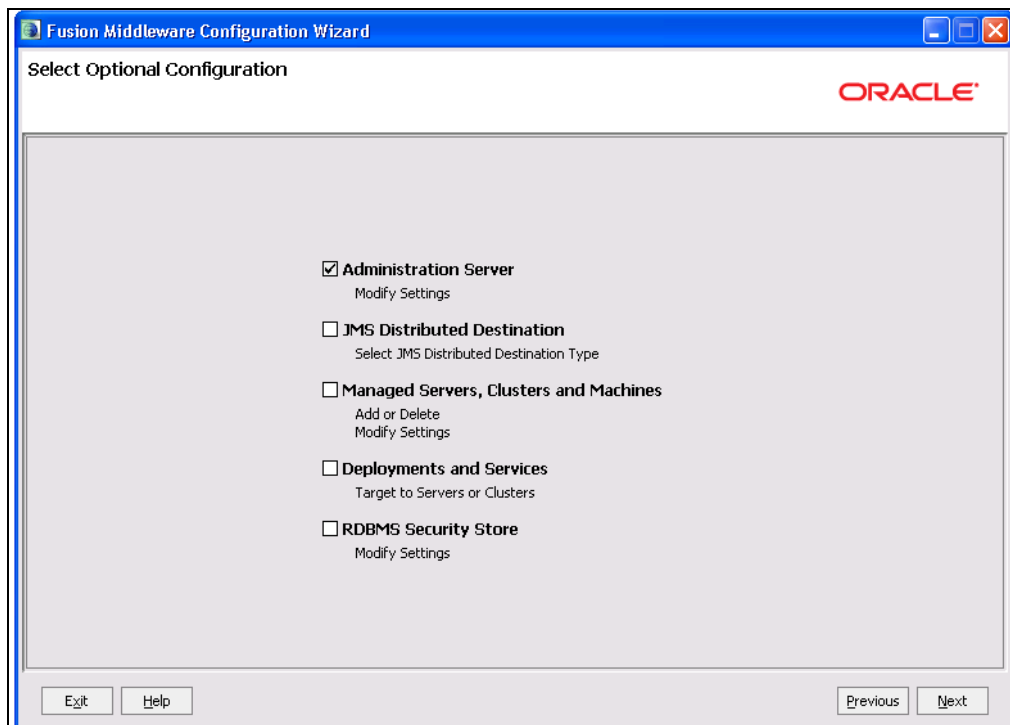 Fusion Middleware Configuration Wizard
Select Optional Configuration
ORACLE
Administration Server
Modify Settings
JMS Distributed Destination
Select JMS Distributed Destination Type
Managed Servers, Clusters and Machines
Add or Delete
Modify Settings
Deployments and Services
Target to Servers or Clusters
RDBMS Security Store
Modify Settings
Exit Help Previous Next